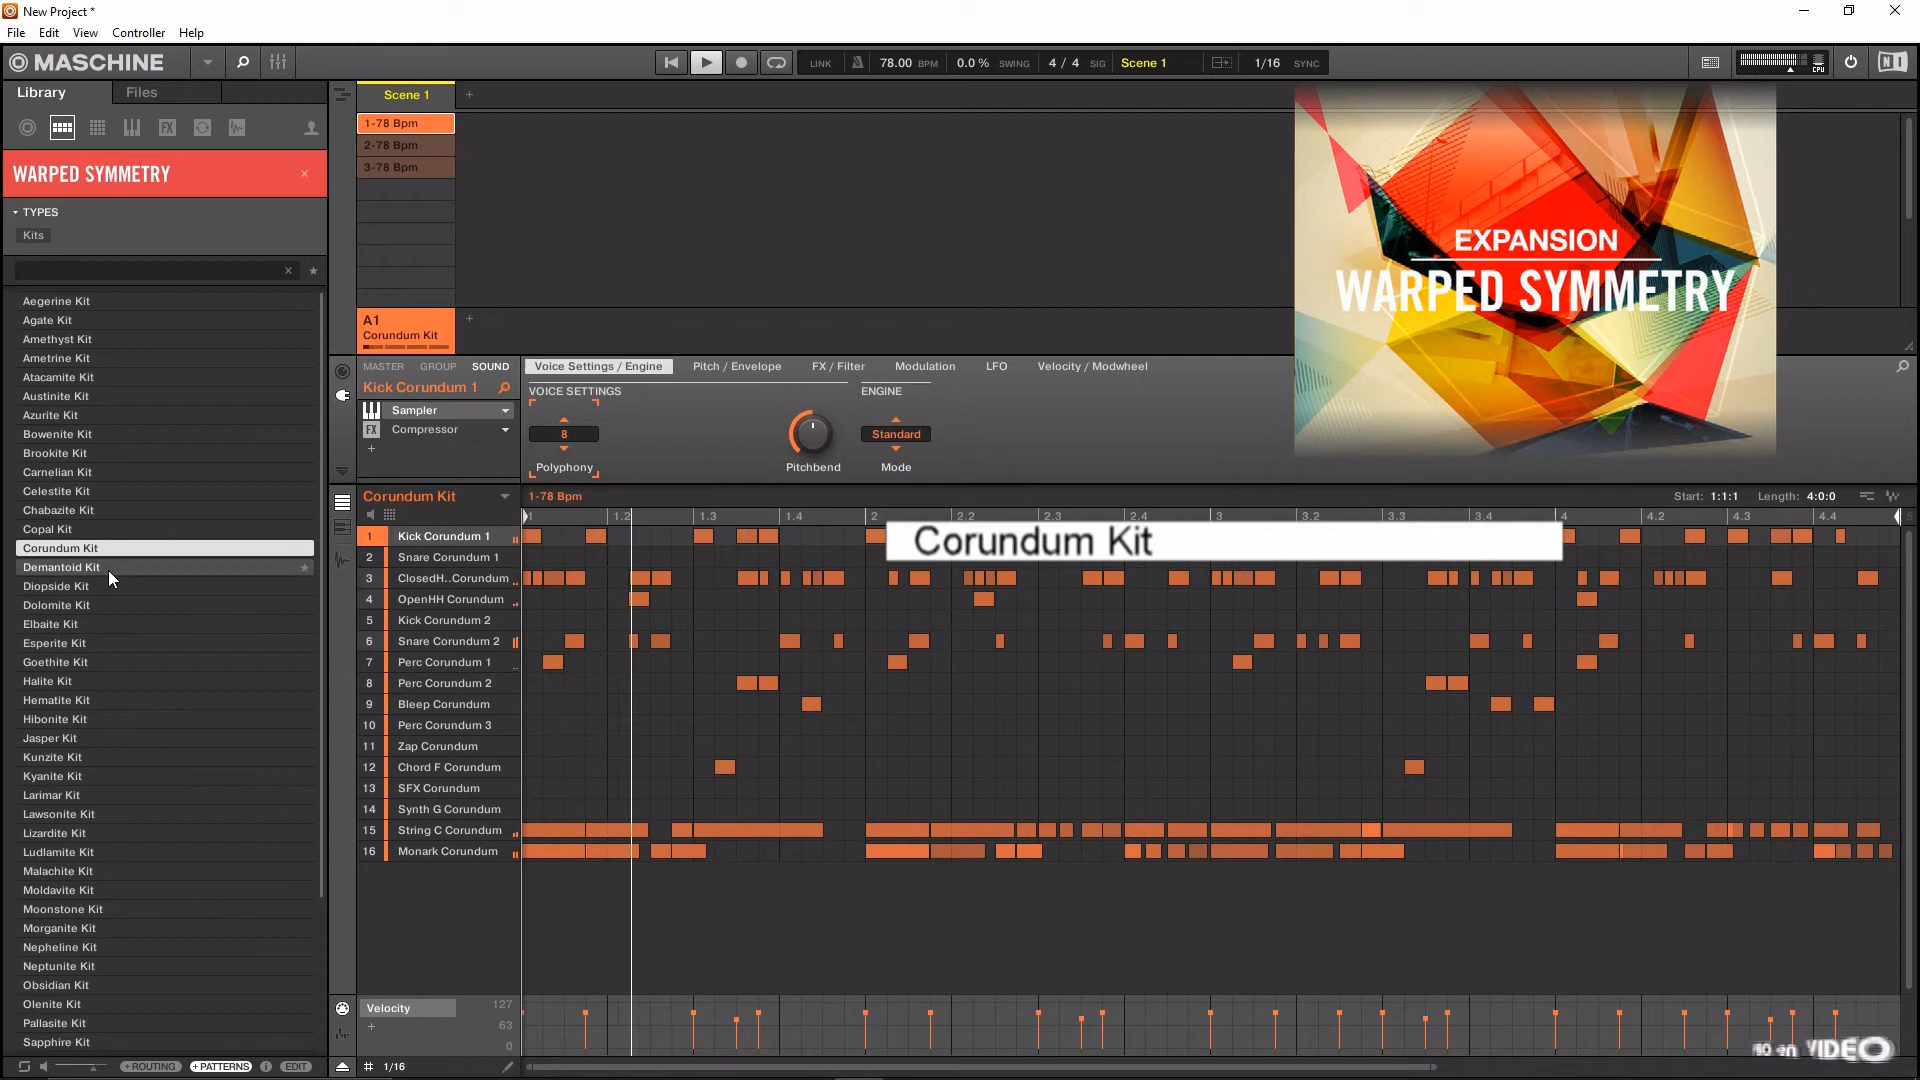 New Project *
File Edit View Controller Help
MASCHINE
LINK 78.00 BPM 0.0 % SWING 4 / 4 SIG Scene 1 1/16 SYNC
CPU
NI
Library Files
FX
WARPED SYMMETRY ×
TYPES
Kits
Aegerine Kit
Agate Kit
Amethyst Kit
Ametrine Kit
Atacamite Kit
Austinite Kit
Azurite Kit
Bowenite Kit
Brookite Kit
Carnelian Kit
Celestite Kit
Chabazite Kit
Copal Kit
Corundum Kit
Demantoid Kit
Diopside Kit
Dolomite Kit
Elbaite Kit
Esperite Kit
Goethite Kit
Halite Kit
Hematite Kit
Hibonite Kit
Jasper Kit
Kunzite Kit
Kyanite Kit
Larimar Kit
Lawsonite Kit
Lizardite Kit
Ludlamite Kit
Malachite Kit
Moldavite Kit
Moonstone Kit
Morganite Kit
Nepheline Kit
Neptunite Kit
Obsidian Kit
Olenite Kit
Pallasite Kit
Sapphire Kit
+ROUTING +PATTERNS i EDIT
Scene 1 +
1-78 Bpm
2-78 Bpm
3-78 Bpm
A1
Corundum Kit
+
EXPANSION
WARPED SYMMETRY
MASTER GROUP SOUND
Kick Corundum 1
Sampler
FX Compressor
+
Voice Settings / Engine Pitch / Envelope FX / Filter Modulation LFO Velocity / Modwheel
VOICE SETTINGS ENGINE
8 Standard
Polyphony Pitchbend Mode
Corundum Kit
1-78 Bpm
Start: 1:1:1 Length: 4:0:0
1 1.2 1.3 1.4 2 2.2 2.3 2.4 3 3.2 3.3 3.4 4 4.2 4.3 4.4 5
Corundum Kit
1 Kick Corundum 1
2 Snare Corundum 1
3 ClosedH..Corundum
4 OpenHH Corundum
5 Kick Corundum 2
6 Snare Corundum 2
7 Perc Corundum 1
8 Perc Corundum 2
9 Bleep Corundum
10 Perc Corundum 3
11 Zap Corundum
12 Chord F Corundum
13 SFX Corundum
14 Synth G Corundum
15 String C Corundum
16 Monark Corundum
Velocity
+
127
63
0
# 1/16
en VIDEO